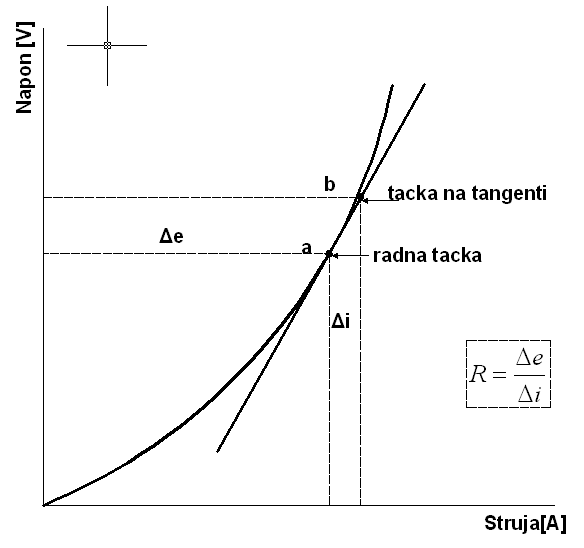 Napon [V]
b
tacka na tangenti
Δe
a
radna tacka
Δi
R = Δe/Δi
Struja[A]